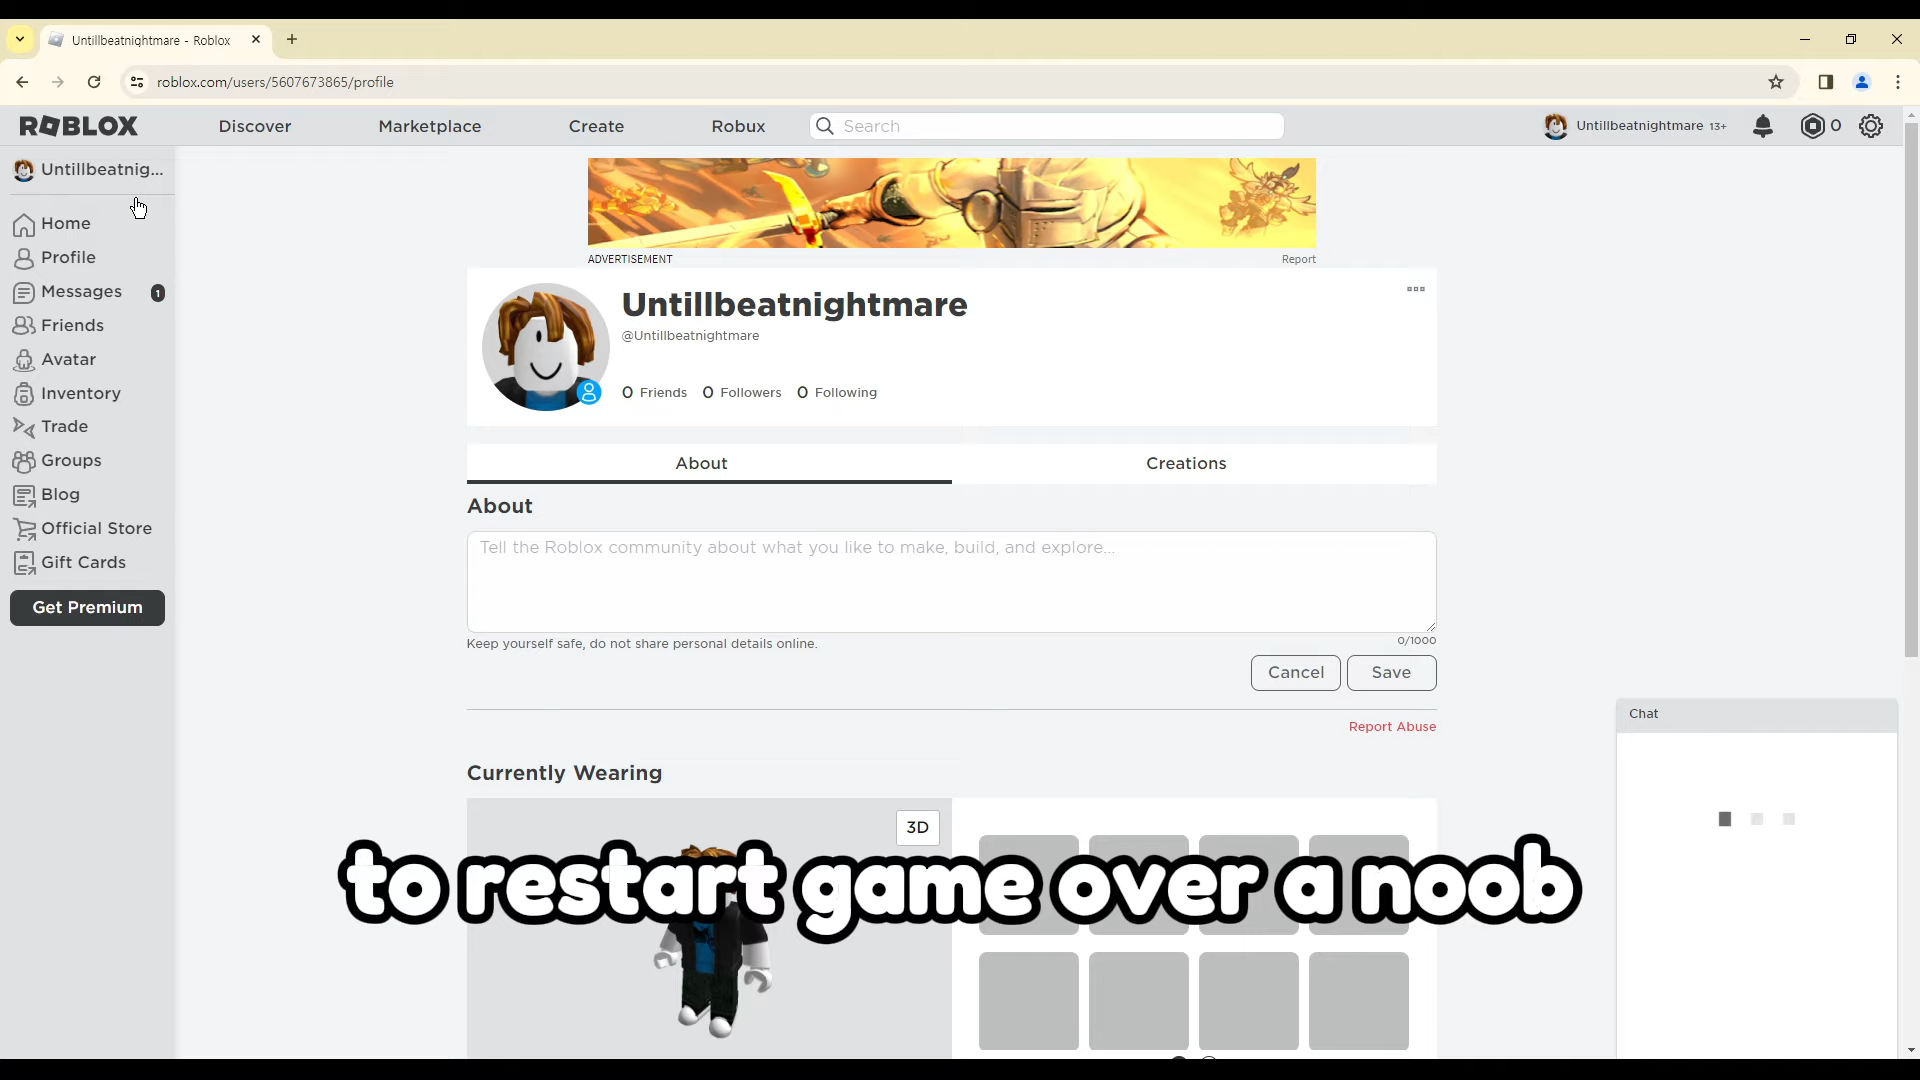 Untillbeatnightmare - Roblox
roblox.com/users/5607673865/profile
ROBLOX
Discover
Marketplace
Create
Robux
Search
Untillbeatnightmare 13+
0
Untillbeatnig...
Home
Profile
Messages
1
Friends
Avatar
Inventory
Trade
Groups
Blog
Official Store
Gift Cards
Get Premium
ADVERTISEMENT
Report
Untillbeatnightmare
@Untillbeatnightmare
0 Friends 0 Followers 0 Following
About
Creations
About
Tell the Roblox community about what you like to make, build, and explore...
Keep yourself safe, do not share personal details online.
0/1000
Cancel
Save
Report Abuse
Currently Wearing
3D
Chat
to restart game over a noob